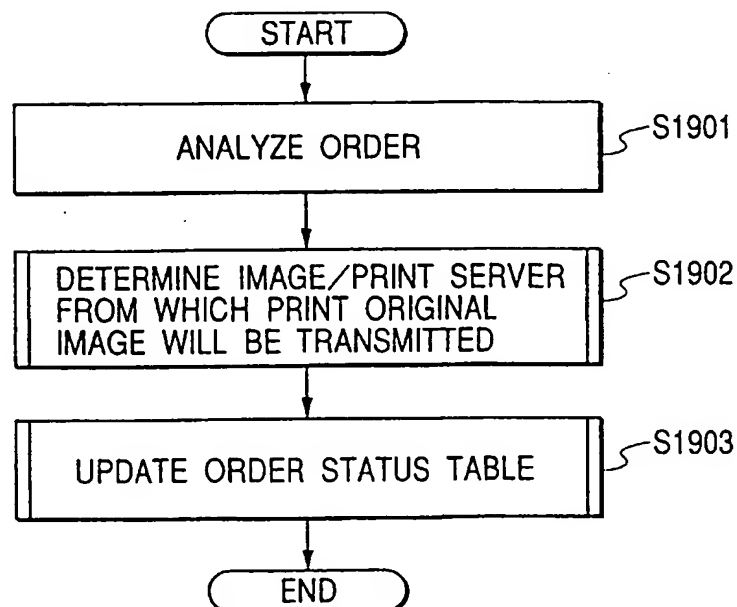 START
ANALYZE ORDER
S1901
DETERMINE IMAGE/PRINT SERVER
FROM WHICH PRINT ORIGINAL
IMAGE WILL BE TRANSMITTED
S1902
UPDATE ORDER STATUS TABLE
S1903
END